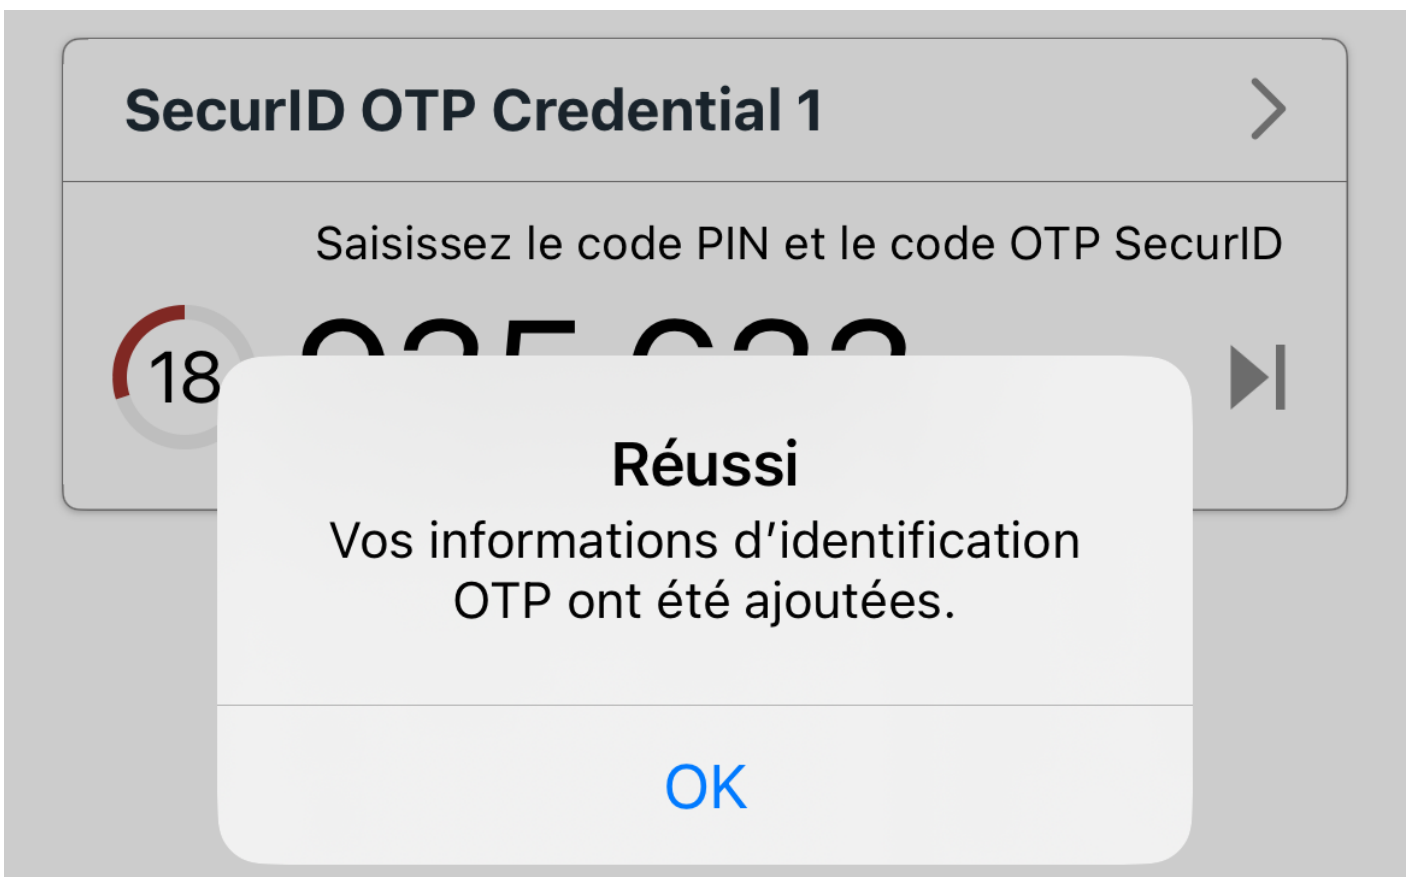 SecurID OTP Credential 1
Saisissez le code PIN et le code OTP SecurID
18
Réussi
Vos informations d’identification
OTP ont été ajoutées.
OK